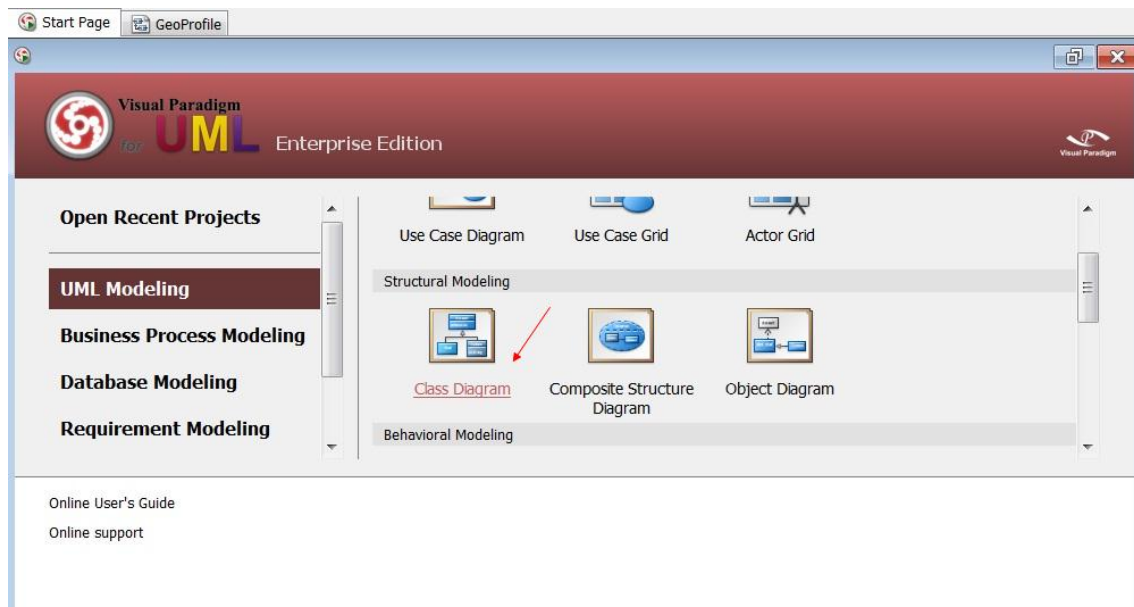 Start Page
GeoProfile
Visual Paradigm
for UML Enterprise Edition
Visual Paradigm
Open Recent Projects
UML Modeling
Business Process Modeling
Database Modeling
Requirement Modeling
Use Case Diagram
Use Case Grid
Actor Grid
Structural Modeling
Class Diagram
Composite Structure
Diagram
Object Diagram
Behavioral Modeling
Online User's Guide
Online support